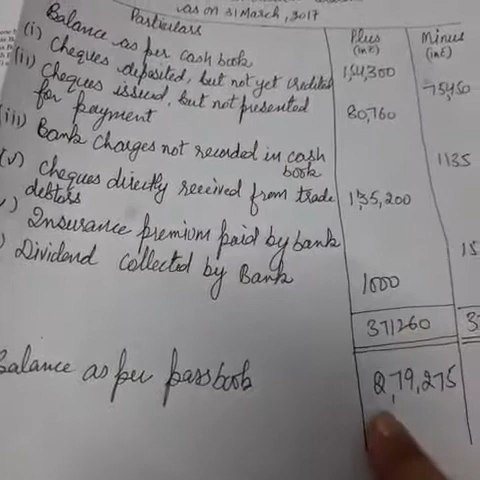 as on 31 March, 2017
Particulars Plus Minus
(in ₹) (in ₹)
Balance as per cash book 1,54,300
(i) Cheques deposited, but not yet credited 75,450
(ii) Cheques issued, but not presented
for payment 80,760
(iii) Bank Charges not recorded in cash
book 1135
(v) Cheques directly received from trade
debtors 1,35,200
Insurance premium paid by bank 15
Dividend collected by Bank 1000
371260
Balance as per passbook 2,79,275